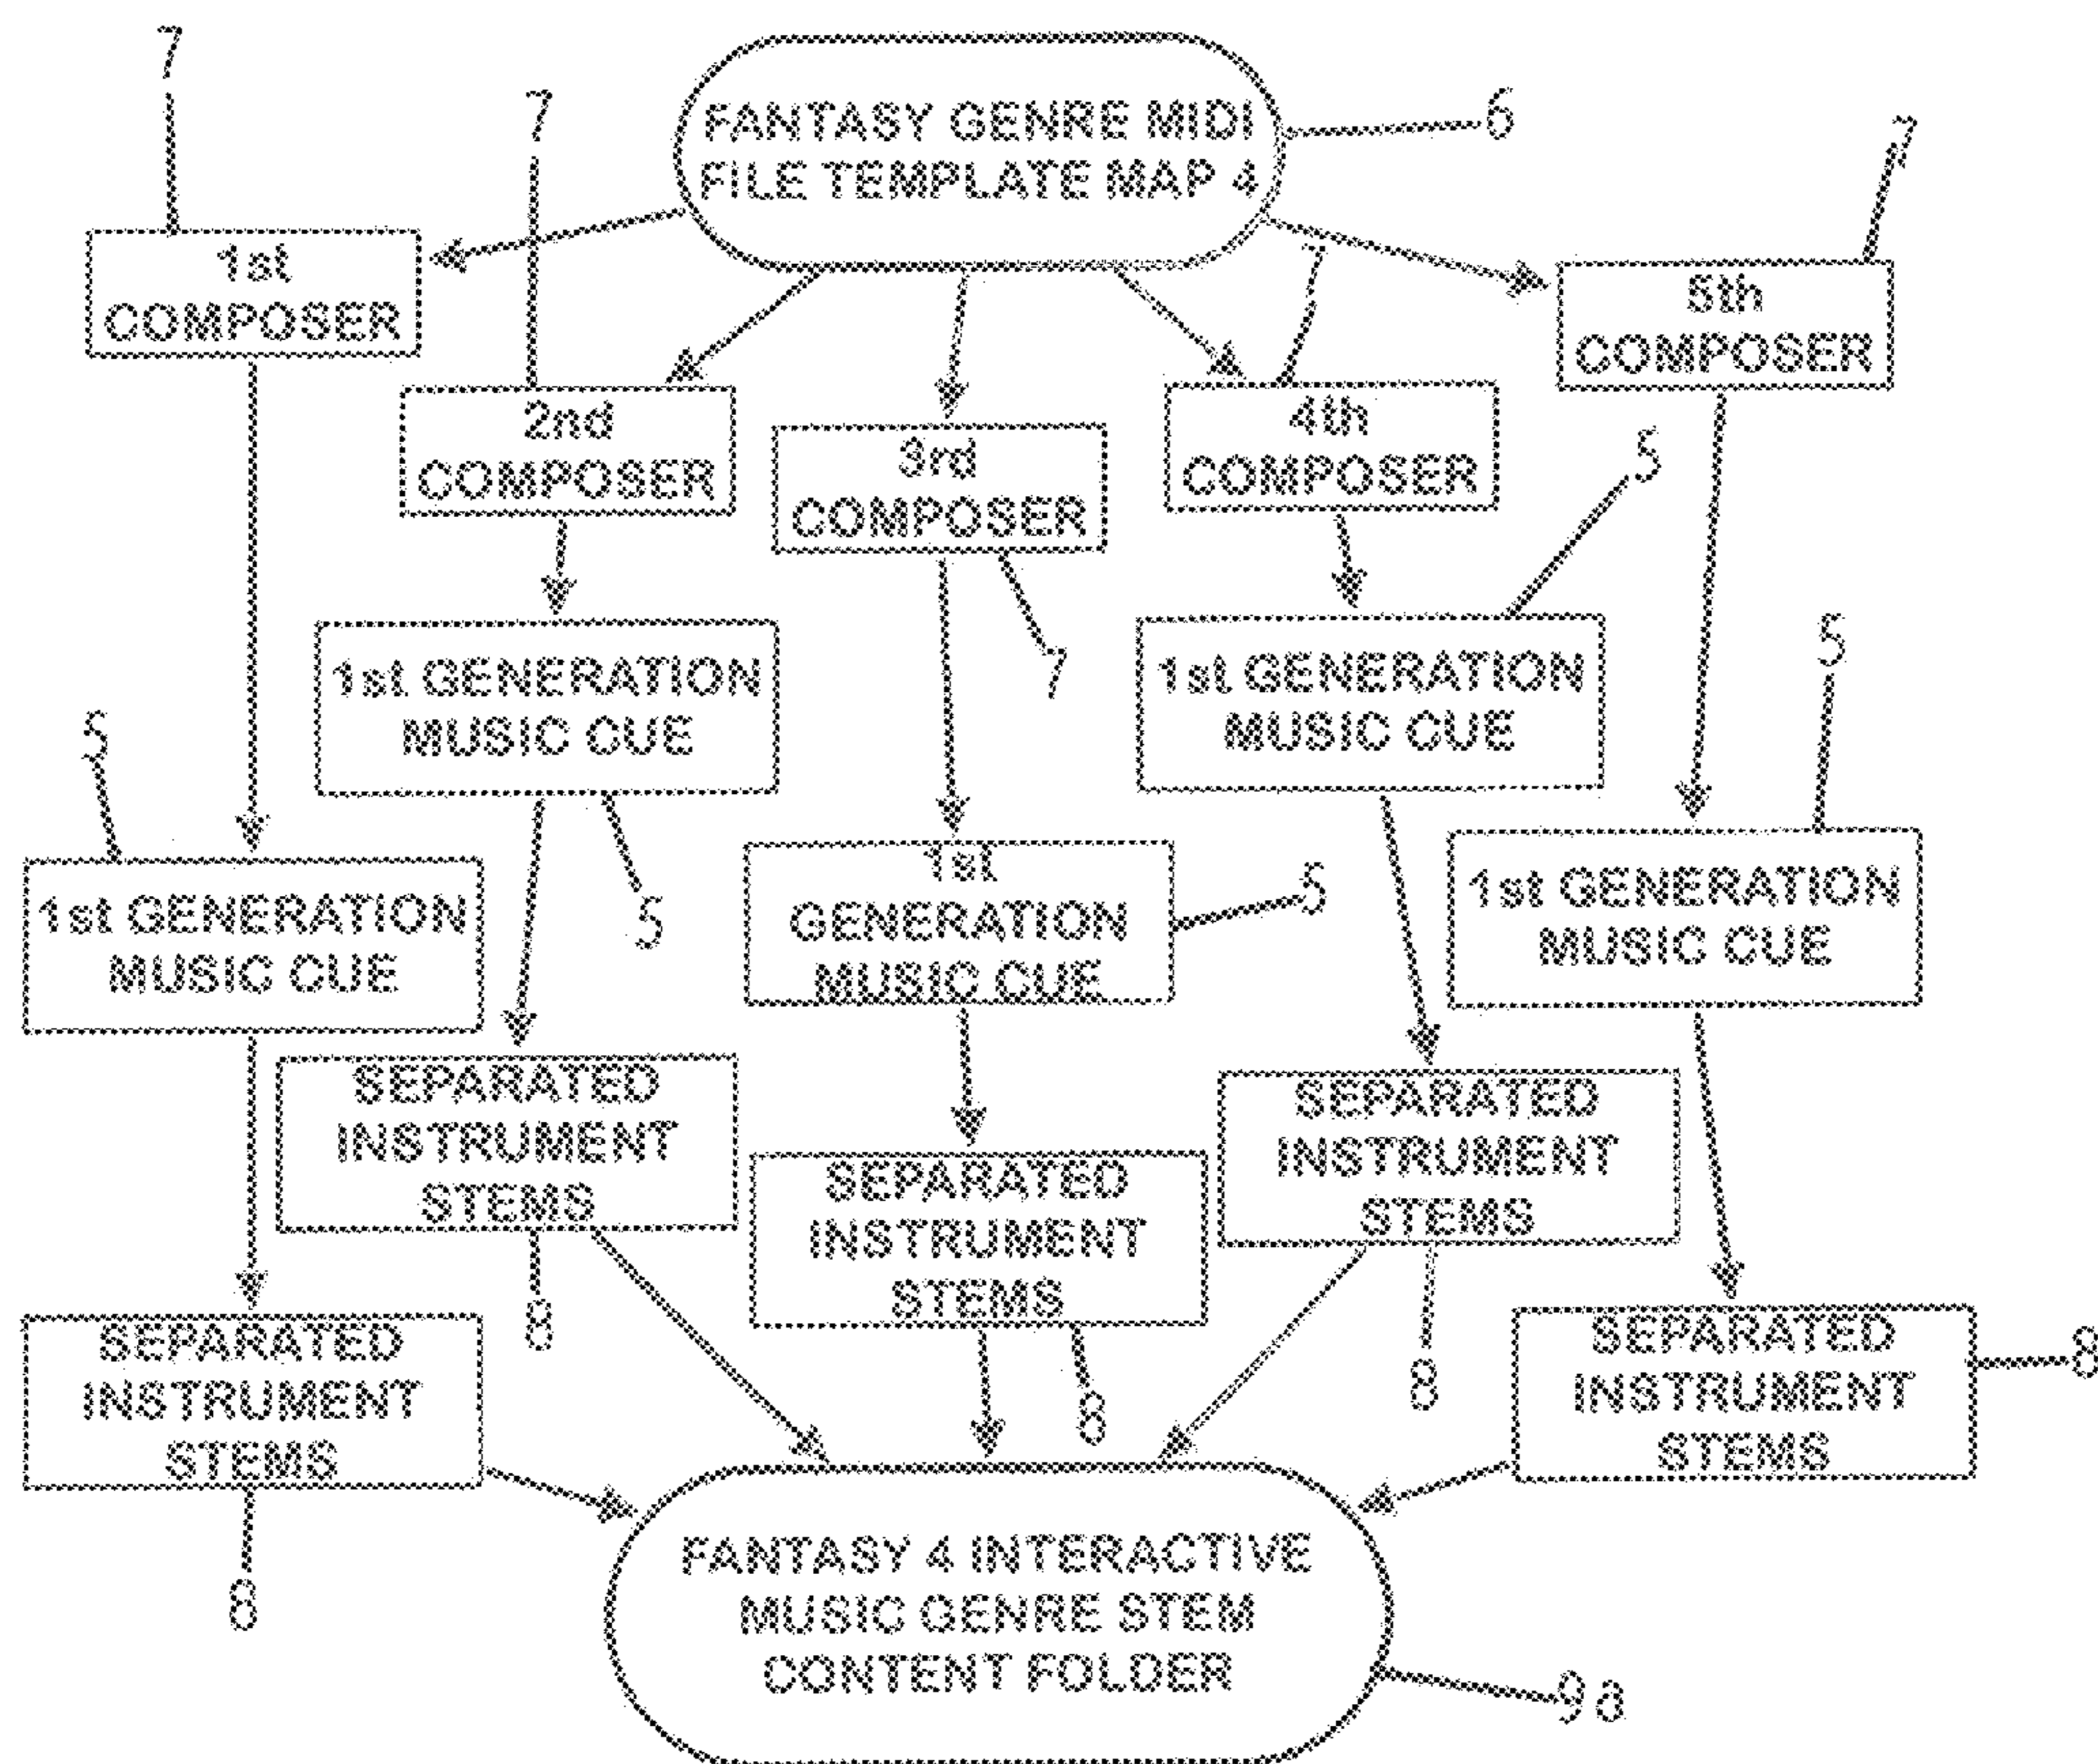 7
7
FANTASY GENRE MIDI
FILE TEMPLATE MAP 4
6
7
7
1st
COMPOSER
2nd
COMPOSER
3rd
COMPOSER
7
4th
COMPOSER
5th
COMPOSER
5
5
5
1st GENERATION
MUSIC CUE
1st GENERATION
MUSIC CUE
5
1st
GENERATION
MUSIC CUE
5
1st GENERATION
MUSIC CUE
1st GENERATION
MUSIC CUE
SEPARATED
INSTRUMENT
STEMS
8
SEPARATED
INSTRUMENT
STEMS
8
SEPARATED
INSTRUMENT
STEMS
8
SEPARATED
INSTRUMENT
STEMS
8
SEPARATED
INSTRUMENT
STEMS
8
FANTASY 4 INTERACTIVE
MUSIC GENRE STEM
CONTENT FOLDER
9a